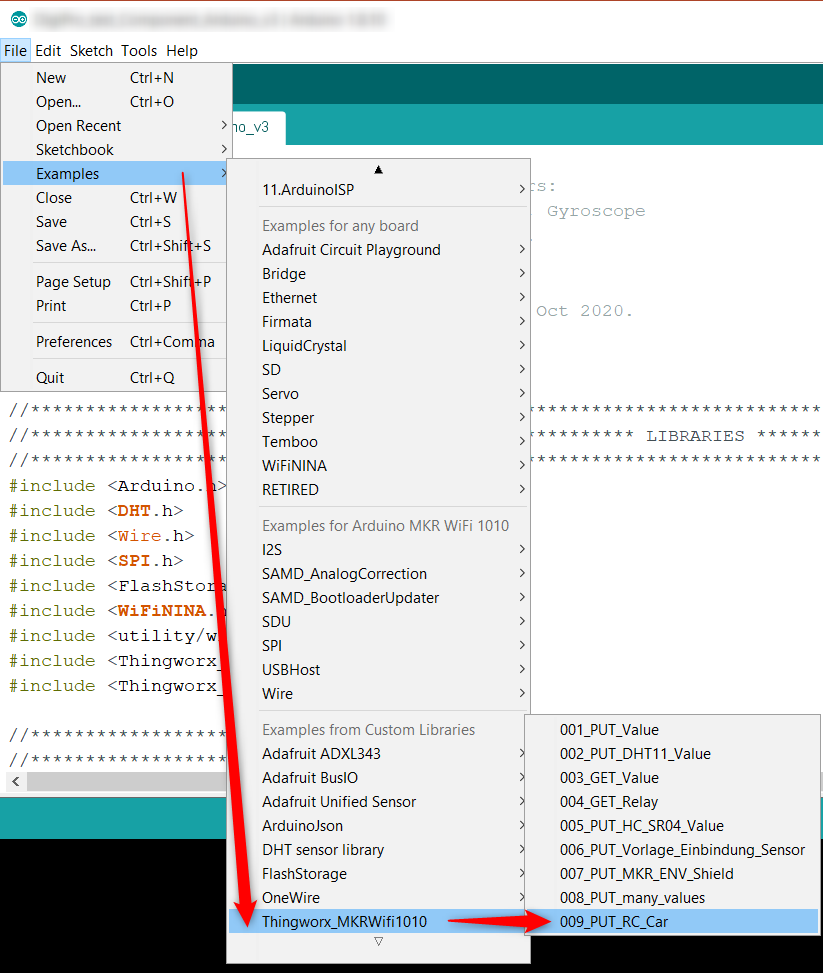 File Edit Sketch Tools Help
New Ctrl+N
Open... Ctrl+O
Open Recent
Sketchbook
Examples
Close Ctrl+W
Save Ctrl+S
Save As... Ctrl+Shift+S
Page Setup Ctrl+Shift+P
Print Ctrl+P
Preferences Ctrl+Comma
Quit Ctrl+Q
no_v3
11.ArduinoISP
Examples for any board
Adafruit Circuit Playground
Bridge
Ethernet
Firmata
LiquidCrystal
SD
Servo
Stepper
Temboo
WiFiNINA
RETIRED
Examples for Arduino MKR WiFi 1010
I2S
SAMD_AnalogCorrection
SAMD_BootloaderUpdater
SDU
SPI
USBHost
Wire
Examples from Custom Libraries
Adafruit ADXL343
Adafruit BusIO
Adafruit Unified Sensor
ArduinoJson
DHT sensor library
FlashStorage
OneWire
Thingworx_MKRWifi1010
001_PUT_Value
002_PUT_DHT11_Value
003_GET_Value
004_GET_Relay
005_PUT_HC_SR04_Value
006_PUT_Vorlage_Einbindung_Sensor
007_PUT_MKR_ENV_Shield
008_PUT_many_values
009_PUT_RC_Car
rs:
Gyroscope
Oct 2020.
//******************** ***************************
//******************** ********** LIBRARIES ******
//******************** ***************************
#include <Arduino.h>
#include <DHT.h>
#include <Wire.h>
#include <SPI.h>
#include <FlashStora
#include <WiFiNINA.h
#include <utility/w
#include <Thingworx_
#include <Thingworx_
//********************
//********************